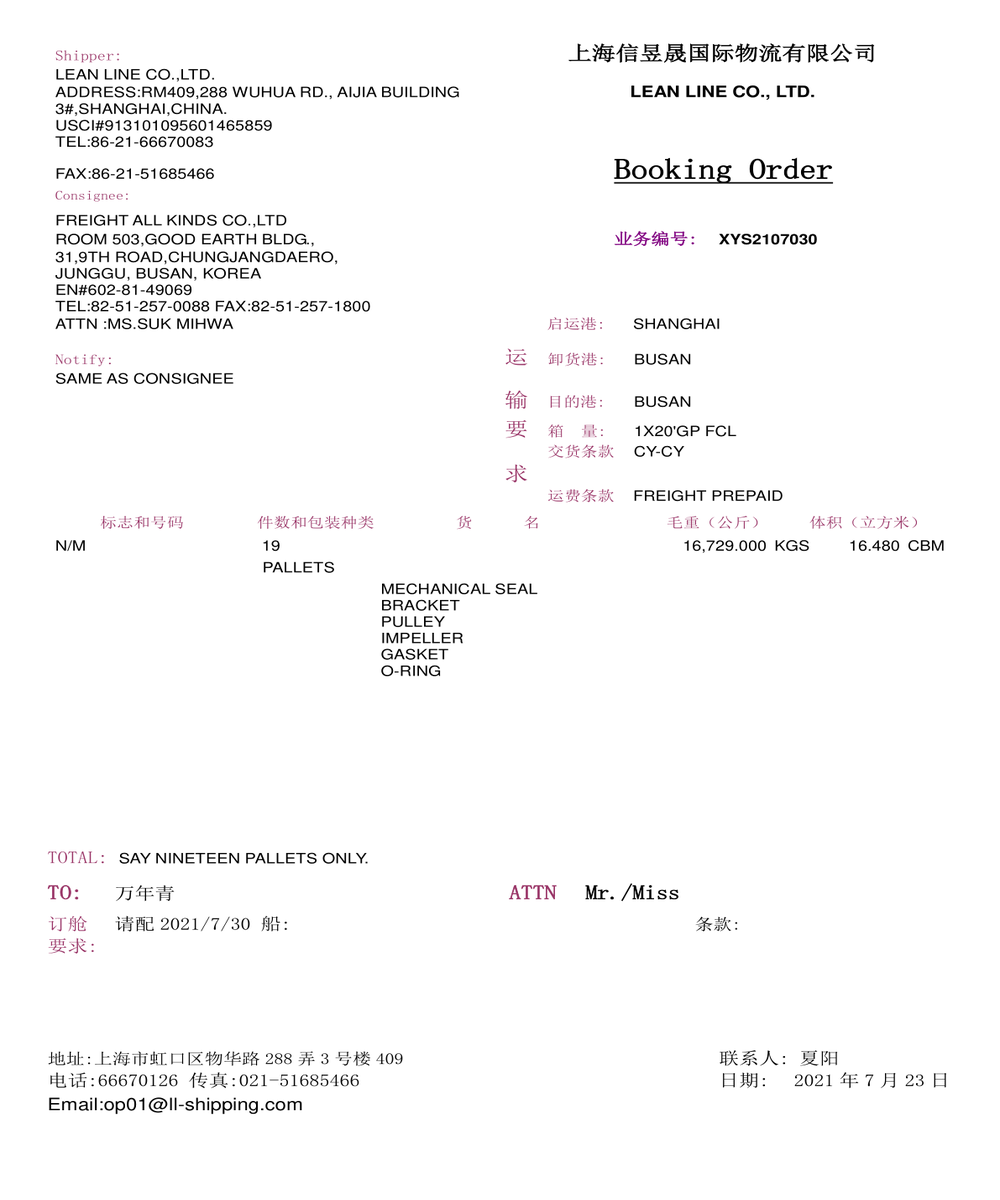 Shipper:
LEAN LINE CO.,LTD.
ADDRESS:RM409,288 WUHUA RD., AIJIA BUILDING
3#,SHANGHAI,CHINA.
USCI#913101095601465859
TEL:86-21-66670083
FAX:86-21-51685466
Consignee:
FREIGHT ALL KINDS CO.,LTD
ROOM 503,GOOD EARTH BLDG.,
31,9TH ROAD,CHUNGJANGDAERO,
JUNGGU, BUSAN, KOREA
EN#602-81-49069
TEL:82-51-257-0088 FAX:82-51-257-1800
ATTN :MS.SUK MIHWA
Notify:
SAME AS CONSIGNEE
上海信昱晟国际物流有限公司
LEAN LINE CO., LTD.
Booking Order
业务编号: XYS2107030
运输要求
启运港: SHANGHAI
卸货港: BUSAN
目的港: BUSAN
箱 量: 1X20'GP FCL
交货条款 CY-CY
运费条款 FREIGHT PREPAID
标志和号码 件数和包装种类 货 名 毛重（公斤） 体积（立方米）
N/M 19 16,729.000 KGS 16.480 CBM
PALLETS
MECHANICAL SEAL
BRACKET
PULLEY
IMPELLER
GASKET
O-RING
TOTAL: SAY NINETEEN PALLETS ONLY.
TO: 万年青 ATTN Mr./Miss
订舱 请配 2021/7/30 船: 条款:
要求:
地址:上海市虹口区物华路 288 弄 3 号楼 409 联系人: 夏阳
电话:66670126 传真:021-51685466 日期: 2021 年 7 月 23 日
Email:op01@ll-shipping.com